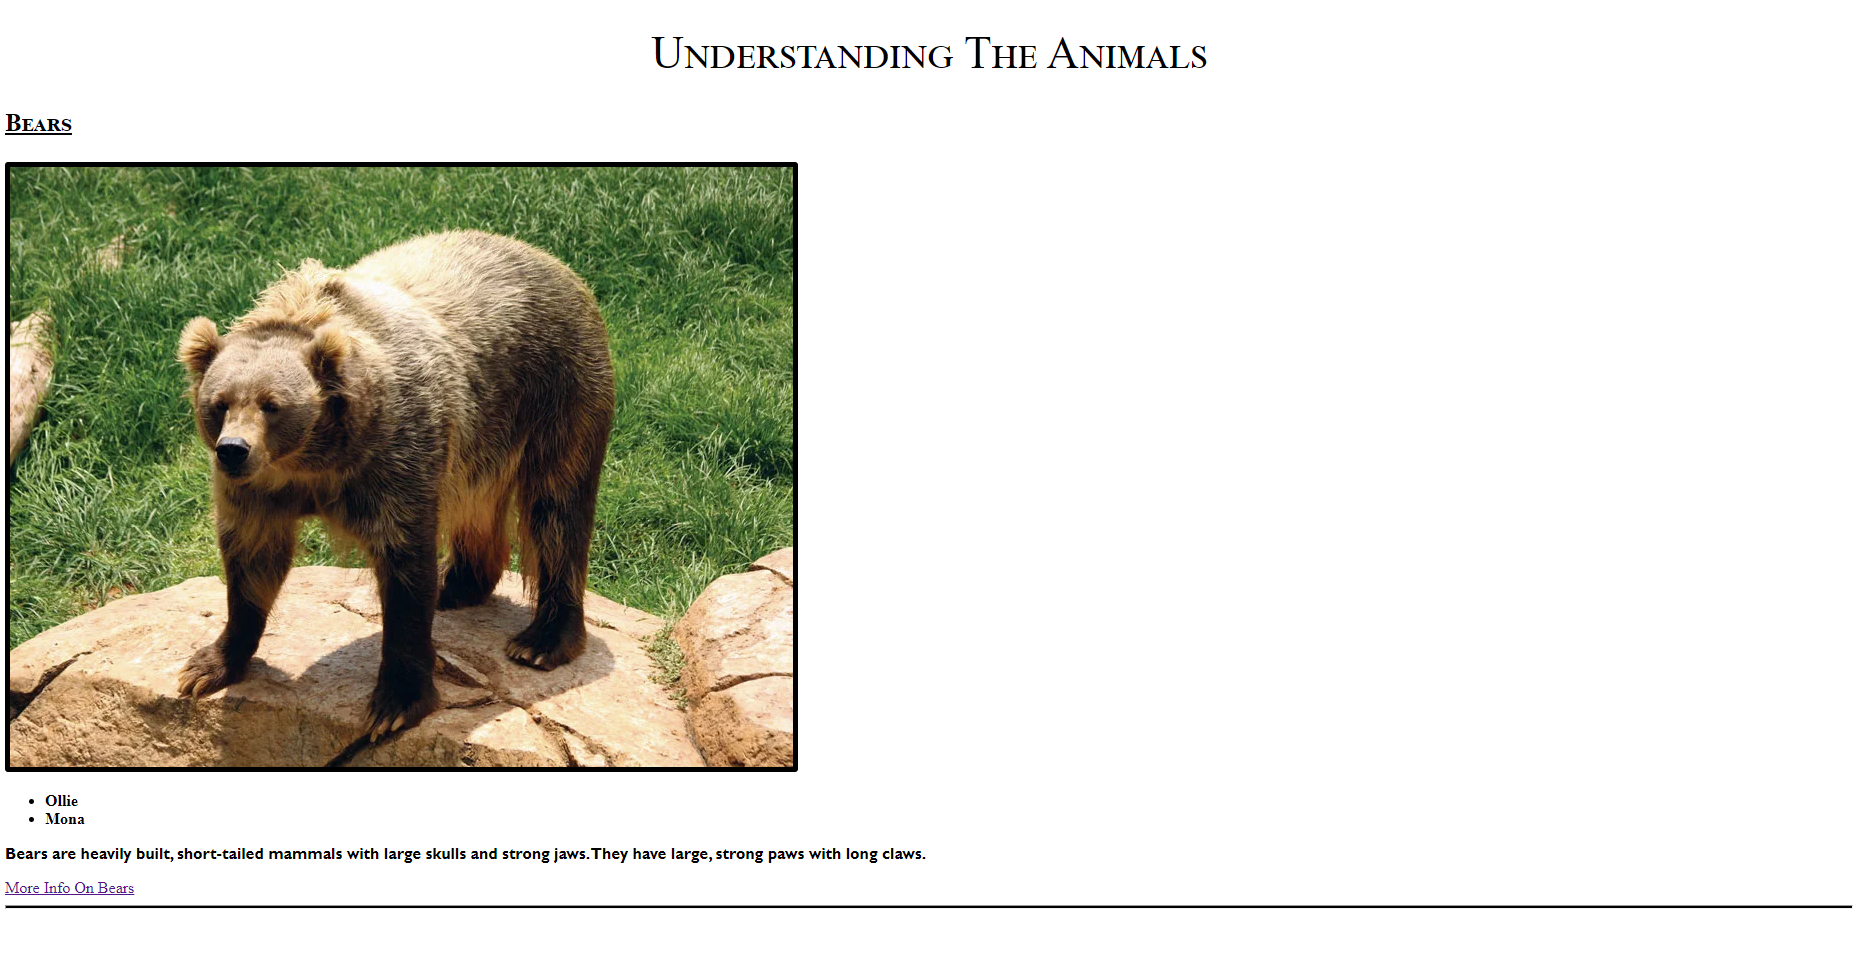 Understanding The Animals
Bears
Ollie
Mona
Bears are heavily built, short-tailed mammals with large skulls and strong jaws. They have large, strong paws with long claws.
More Info On Bears